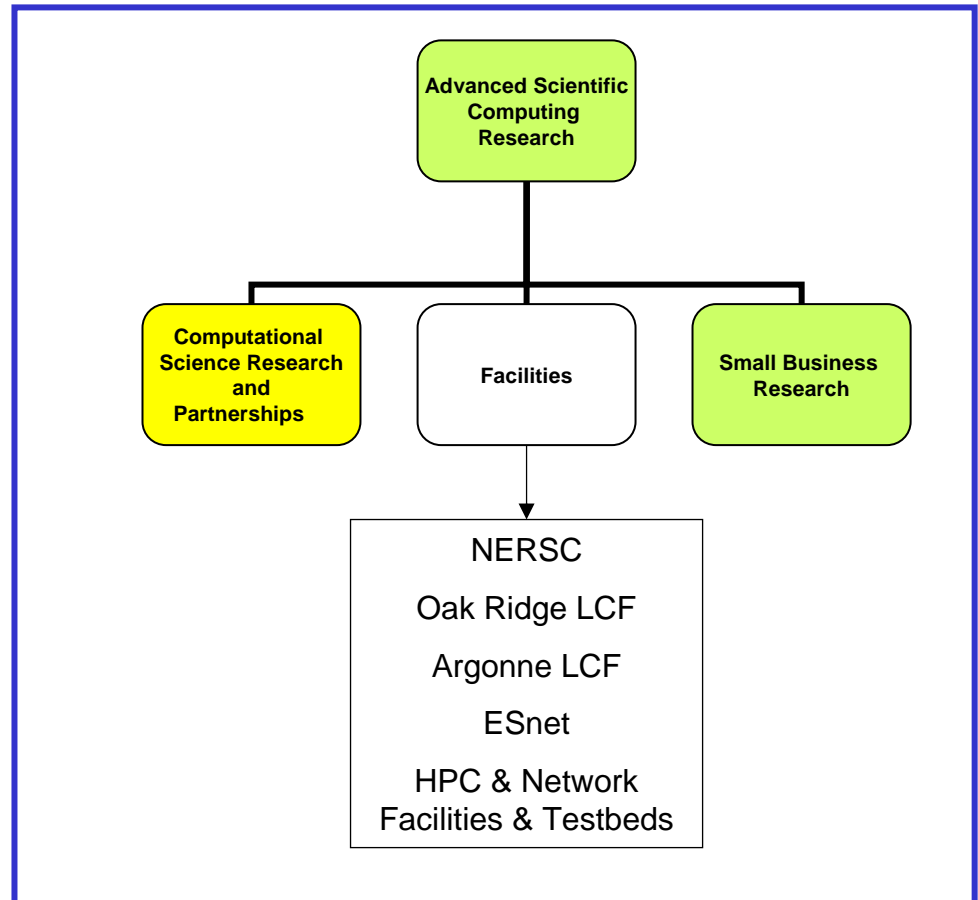 Advanced Scientific
Computing
Research
Computational
Science Research
and
Partnerships
Facilities
Small Business
Research
NERSC
Oak Ridge LCF
Argonne LCF
ESnet
HPC & Network
Facilities & Testbeds